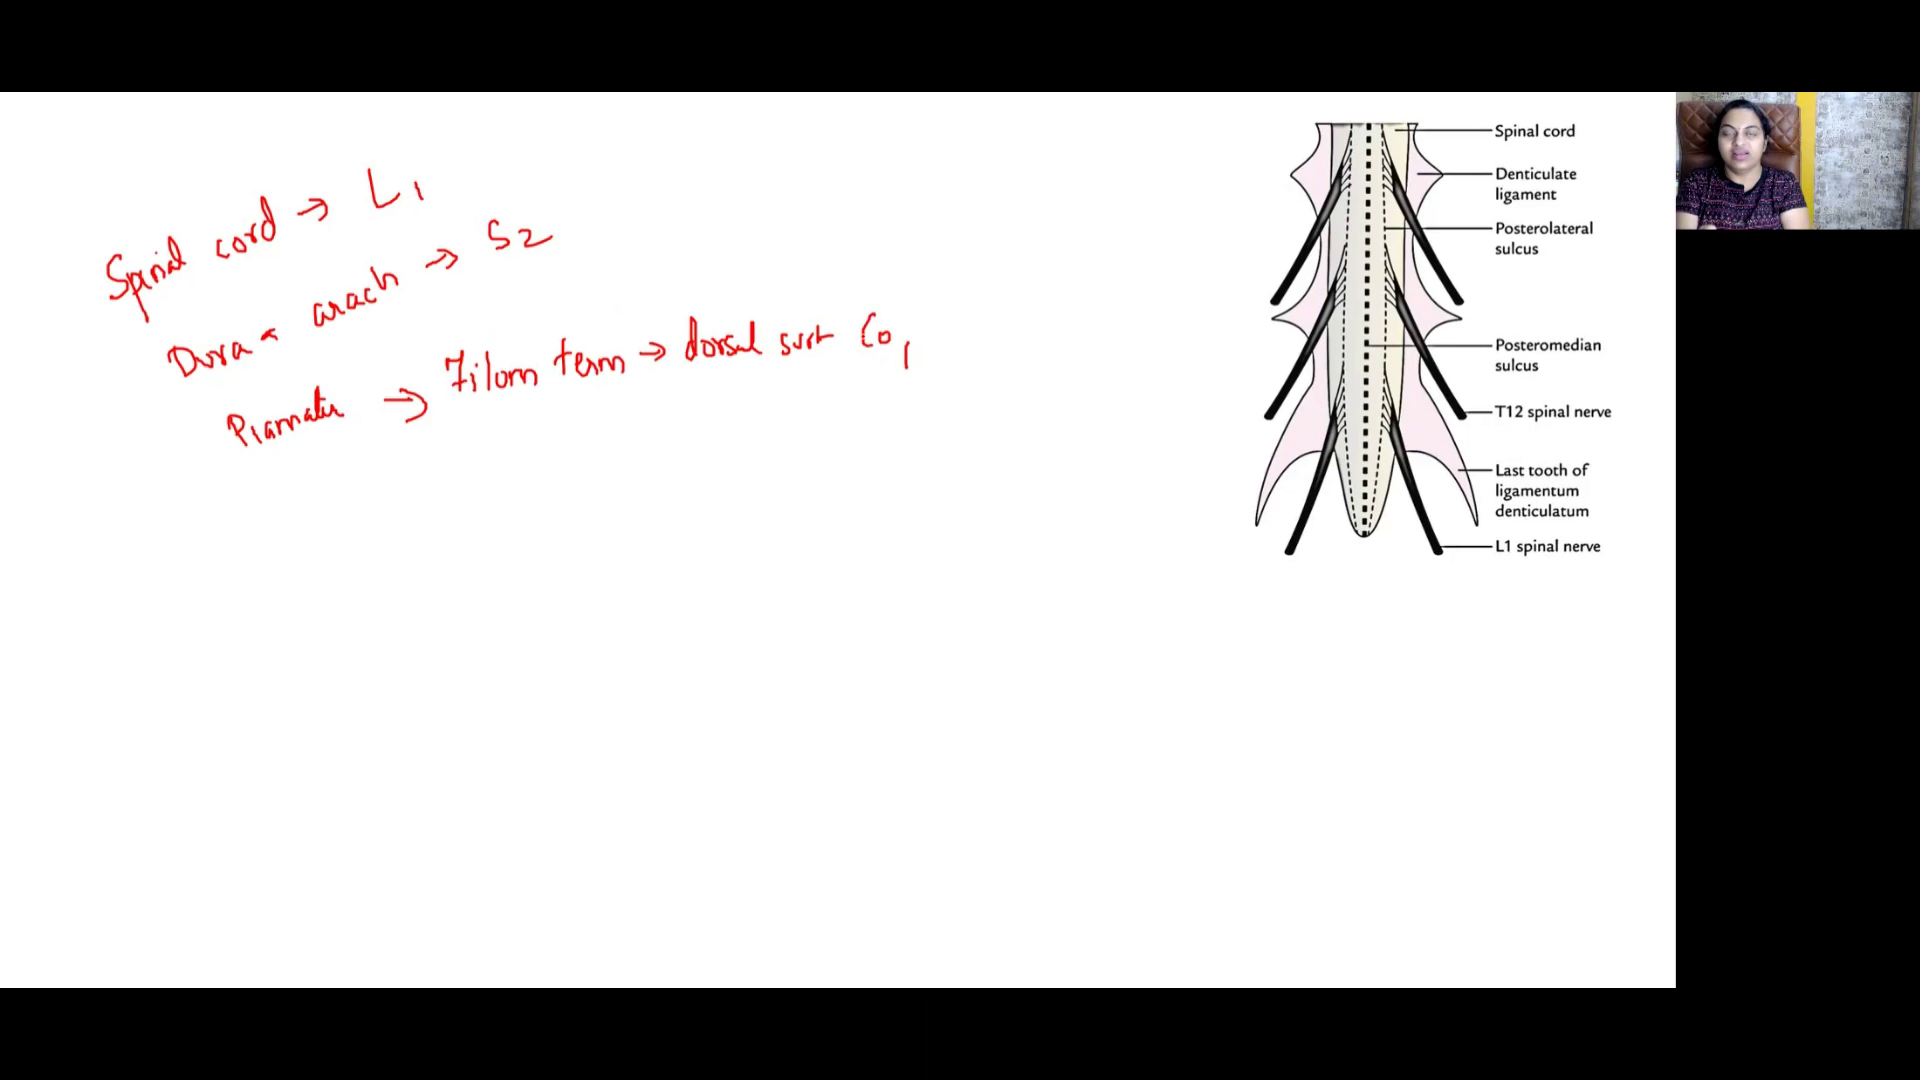 Spinal cord → L1
Dura & arach → S2
Piamater → Filum term → dorsal surf Co1
Spinal cord
Denticulate
ligament
Posterolateral
sulcus
Posteromedian
sulcus
T12 spinal nerve
Last tooth of
ligamentum
denticulatum
L1 spinal nerve